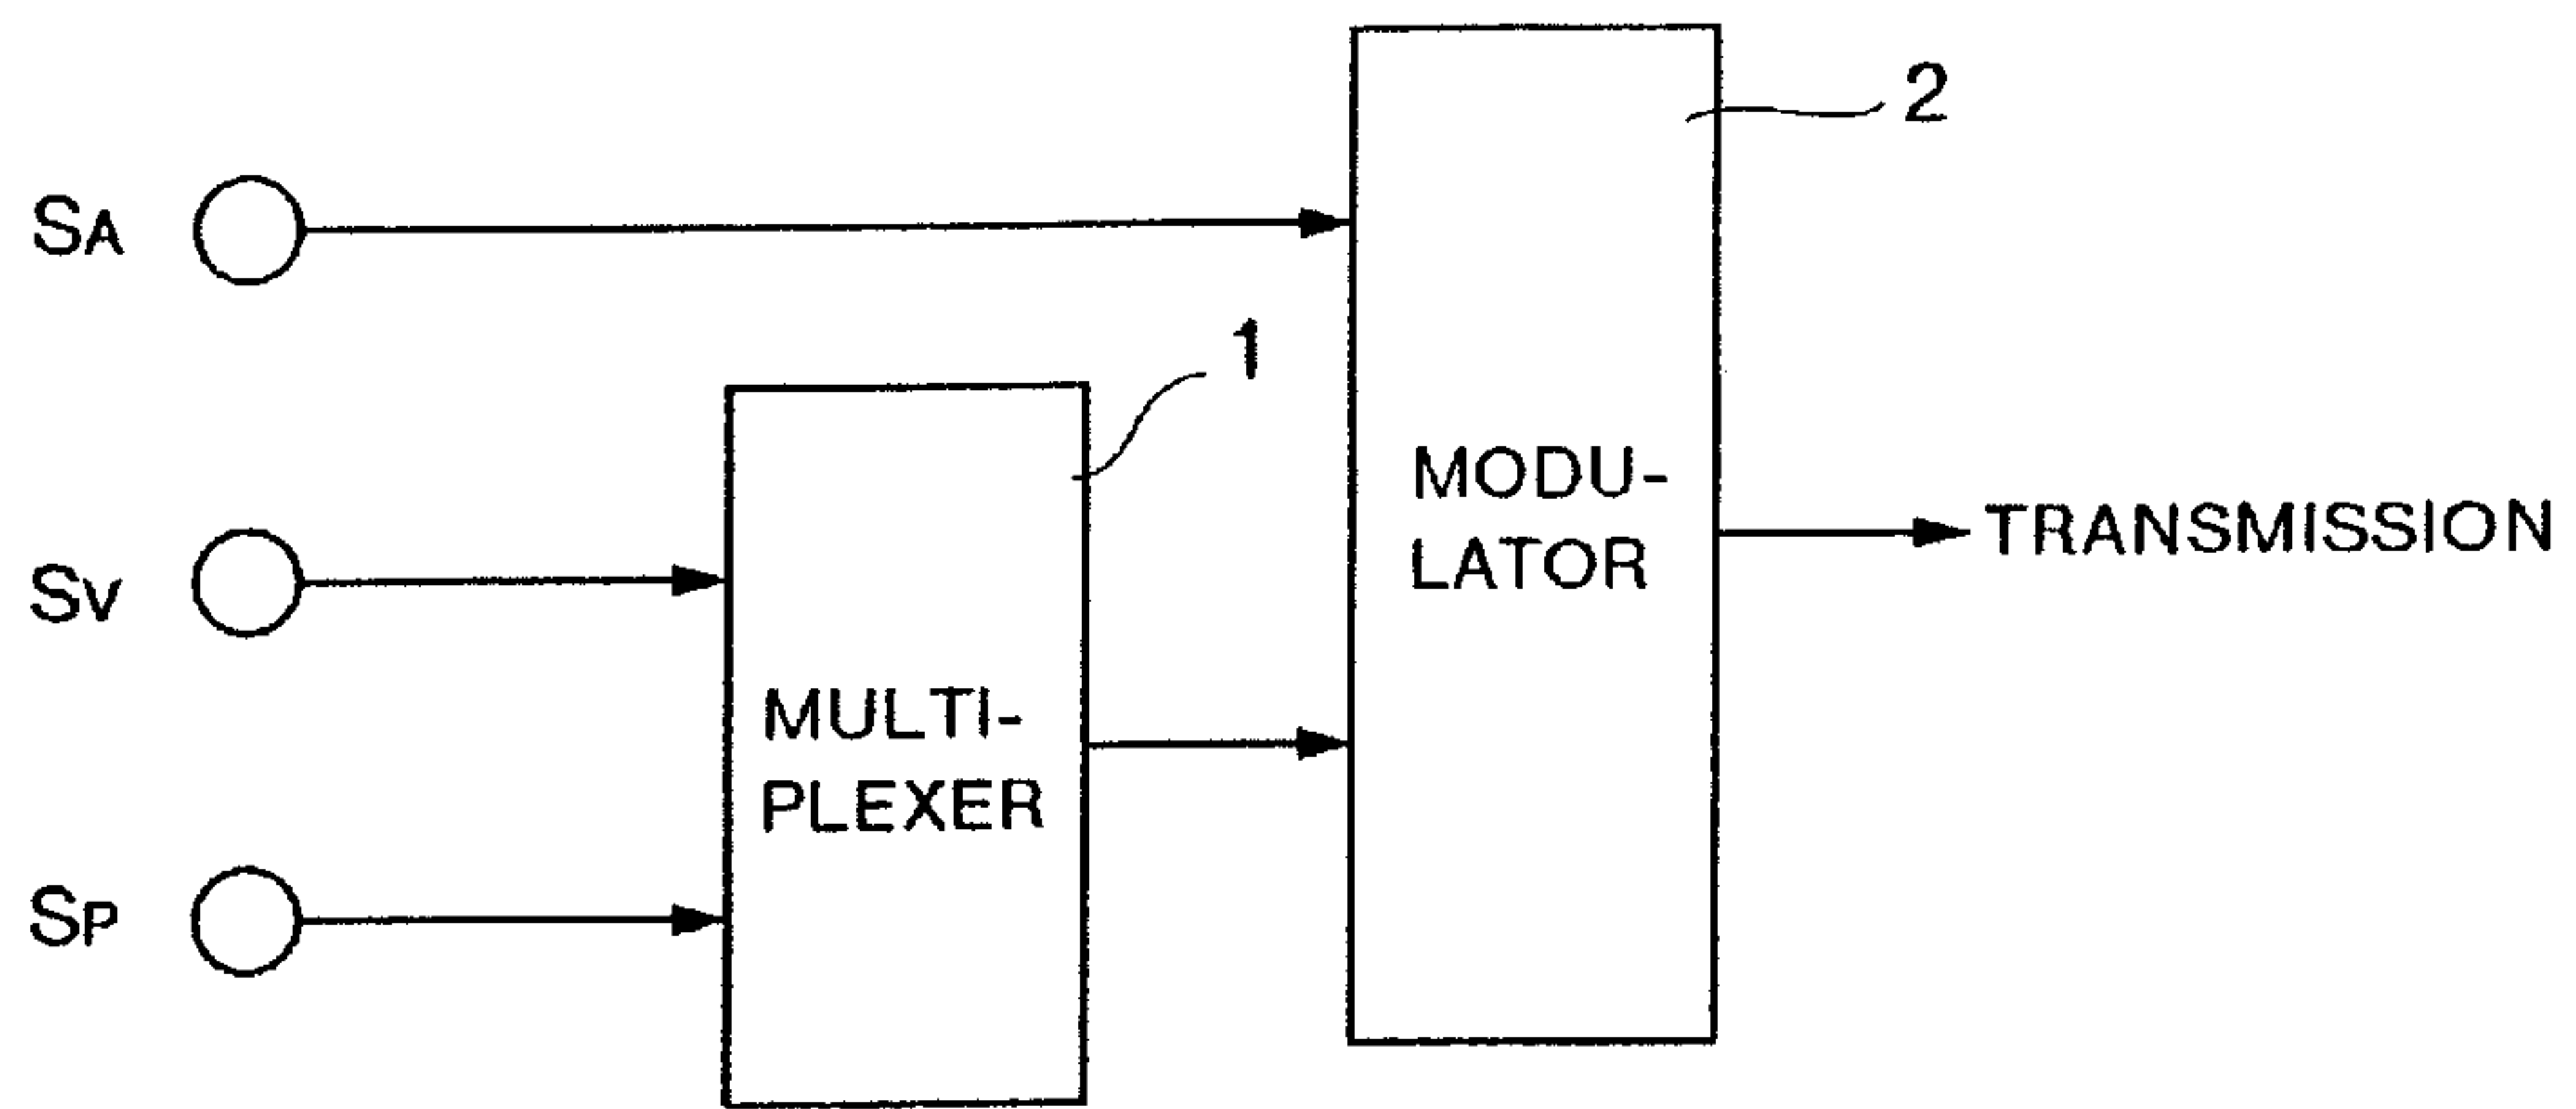 2
SA
1
SV
MODU-
LATOR
TRANSMISSION
MULTI-
PLEXER
SP